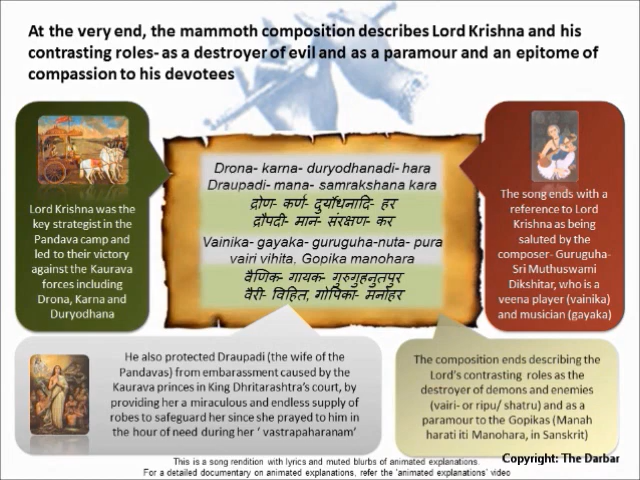 At the very end, the mammoth composition describes Lord Krishna and his
contrasting roles- as a destroyer of evil and as a paramour and an epitome of
compassion to his devotees
Lord Krishna was the
key strategist in the
Pandava camp and
led to their victory
against the Kaurava
forces including
Drona, Karna and
Duryodhana
Drona- karna- duryodhanadi- hara
Draupadi- mana- samrakshana kara
द्रोण- कर्ण- दुर्योधनादि- हर
द्रौपदी- मान- संरक्षण- कर
Vainika- gayaka- guruguha-nuta- pura
vairi vihita, Gopika manohara
वैणिक- गायक- गुरुगुहनुतपुर
वैरी- विहित, गोपिका- मनोहर
The song ends with a
reference to Lord
Krishna as being
saluted by the
composer- Guruguha-
Sri Muthuswami
Dikshitar, who is a
veena player (vainika)
and musician (gayaka)
He also protected Draupadi (the wife of the
Pandavas) from embarrassment caused by the
Kaurava princes in King Dhritarashtra's court, by
providing her a miraculous and endless supply of
robes to safeguard her since she prayed to him in
the hour of need during her ' vastrapaharanam'
The composition ends describing the
Lord's contrasting roles as the
destroyer of demons and enemies
(vairi- or ripu/ shatru) and as a
paramour to the Gopikas (Manah
harati iti Manohara, in Sanskrit)
Copyright: The Darbar
This is a song rendition with lyrics and muted blurbs of animated explanations.
For a detailed documentary on animated explanations, refer the 'animated explanations' video